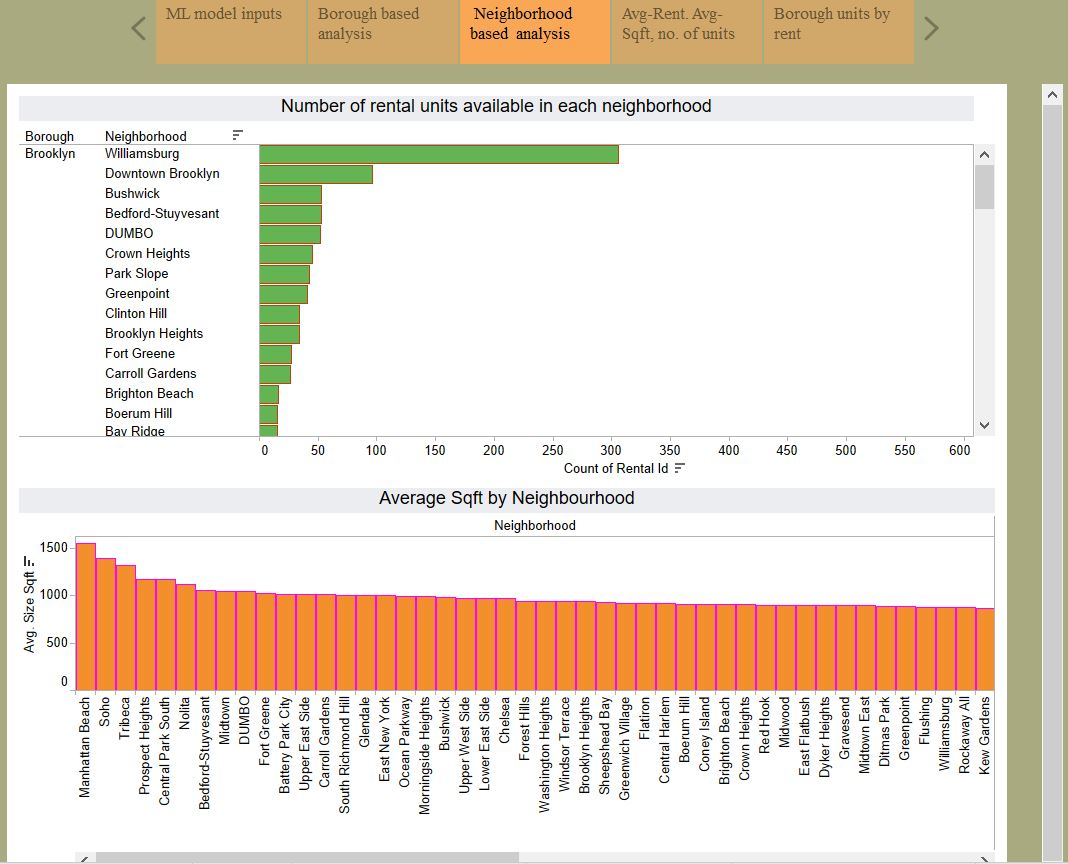 ML model inputs
Borough based
analysis
Neighborhood
based analysis
Avg-Rent. Avg-
Sqft, no. of units
Borough units by
rent
Number of rental units available in each neighborhood
Borough Neighborhood
Brooklyn Williamsburg
Downtown Brooklyn
Bushwick
Bedford-Stuyvesant
DUMBO
Crown Heights
Park Slope
Greenpoint
Clinton Hill
Brooklyn Heights
Fort Greene
Carroll Gardens
Brighton Beach
Boerum Hill
Bay Ridge
0 50 100 150 200 250 300 350 400 450 500 550 600
Count of Rental Id
Average Sqft by Neighbourhood
Neighborhood
Avg. Size Sqft
1500
1000
500
0
Manhattan Beach
Soho
Tribeca
Prospect Heights
Central Park South
Nolita
Bedford-Stuyvesant
Midtown
DUMBO
Fort Greene
Battery Park City
Upper East Side
Carroll Gardens
South Richmond Hill
Glendale
East New York
Ocean Parkway
Morningside Heights
Bushwick
Upper West Side
Lower East Side
Chelsea
Forest Hills
Washington Heights
Windsor Terrace
Brooklyn Heights
Sheepshead Bay
Greenwich Village
Flatiron
Central Harlem
Boerum Hill
Coney Island
Brighton Beach
Crown Heights
Red Hook
Midwood
East Flatbush
Dyker Heights
Gravesend
Midtown East
Ditmas Park
Greenpoint
Flushing
Williamsburg
Rockaway All
Kew Gardens